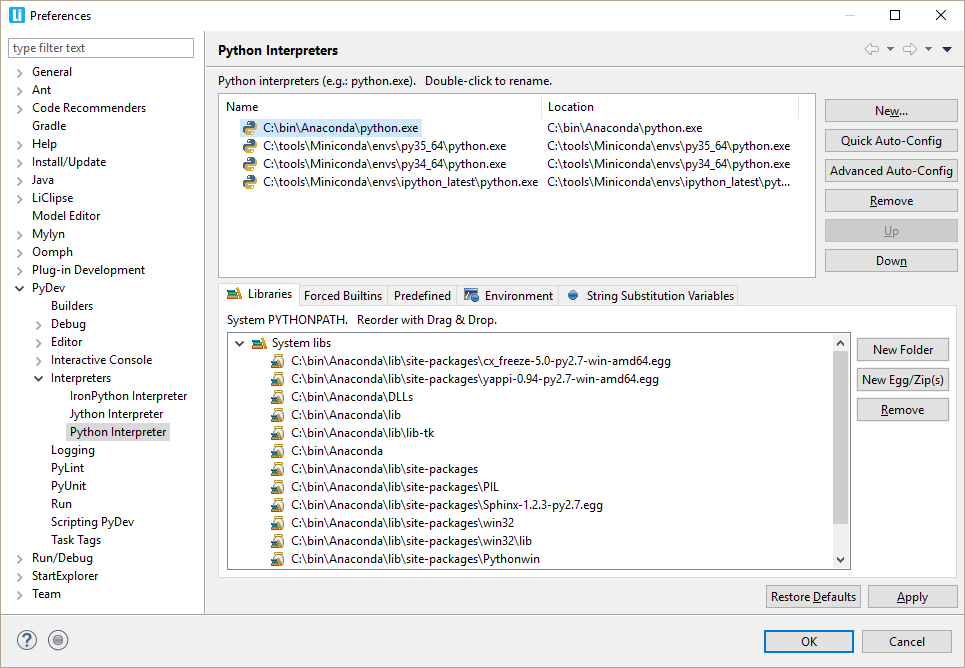 Preferences
type filter text
General
Ant
Code Recommenders
Gradle
Help
Install/Update
Java
LiClipse
Model Editor
Mylyn
Oomph
Plug-in Development
PyDev
Builders
Debug
Editor
Interactive Console
Interpreters
IronPython Interpreter
Jython Interpreter
Python Interpreter
Logging
PyLint
PyUnit
Run
Scripting PyDev
Task Tags
Run/Debug
StartExplorer
Team
Python Interpreters
Python interpreters (e.g.: python.exe).   Double-click to rename.
Name Location
C:\bin\Anaconda\python.exe C:\bin\Anaconda\python.exe
C:\tools\Miniconda\envs\py35_64\python.exe C:\tools\Miniconda\envs\py35_64\python.exe
C:\tools\Miniconda\envs\py34_64\python.exe C:\tools\Miniconda\envs\py34_64\python.exe
C:\tools\Miniconda\envs\ipython_latest\python.exe C:\tools\Miniconda\envs\ipython_latest\pyt...
New...
Quick Auto-Config
Advanced Auto-Config
Remove
Up
Down
Libraries Forced Builtins Predefined Environment String Substitution Variables
System PYTHONPATH.   Reorder with Drag & Drop.
System libs
C:\bin\Anaconda\lib\site-packages\cx_freeze-5.0-py2.7-win-amd64.egg
C:\bin\Anaconda\lib\site-packages\yappi-0.94-py2.7-win-amd64.egg
C:\bin\Anaconda\DLLs
C:\bin\Anaconda\lib
C:\bin\Anaconda\lib\lib-tk
C:\bin\Anaconda
C:\bin\Anaconda\lib\site-packages
C:\bin\Anaconda\lib\site-packages\PIL
C:\bin\Anaconda\lib\site-packages\Sphinx-1.2.3-py2.7.egg
C:\bin\Anaconda\lib\site-packages\win32
C:\bin\Anaconda\lib\site-packages\win32\lib
C:\bin\Anaconda\lib\site-packages\Pythonwin
New Folder
New Egg/Zip(s)
Remove
Restore Defaults Apply
OK Cancel